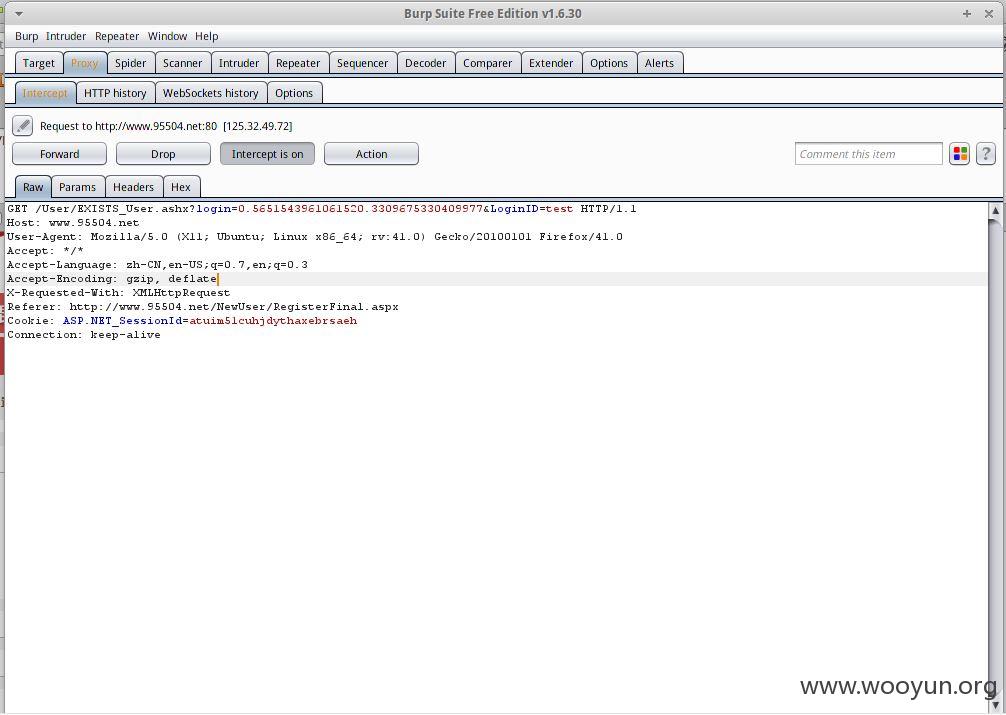 Burp Suite Free Edition v1.6.30
Burp Intruder Repeater Window Help
Target Proxy Spider Scanner Intruder Repeater Sequencer Decoder Comparer Extender Options Alerts
Intercept HTTP history WebSockets history Options
Request to http://www.95504.net:80 [125.32.49.72]
Forward Drop Intercept is on Action Comment this item ?
Raw Params Headers Hex
GET /User/EXISTS_User.ashx?login=0.5651543961061520.3309675330409977&LoginID=test HTTP/1.1
Host: www.95504.net
User-Agent: Mozilla/5.0 (X11; Ubuntu; Linux x86_64; rv:41.0) Gecko/20100101 Firefox/41.0
Accept: */*
Accept-Language: zh-CN,en-US;q=0.7,en;q=0.3
Accept-Encoding: gzip, deflate
X-Requested-With: XMLHttpRequest
Referer: http://www.95504.net/NewUser/RegisterFinal.aspx
Cookie: ASP.NET_SessionId=atuim5lcuhjdythaxebrsaeh
Connection: keep-alive
www.wooyun.org